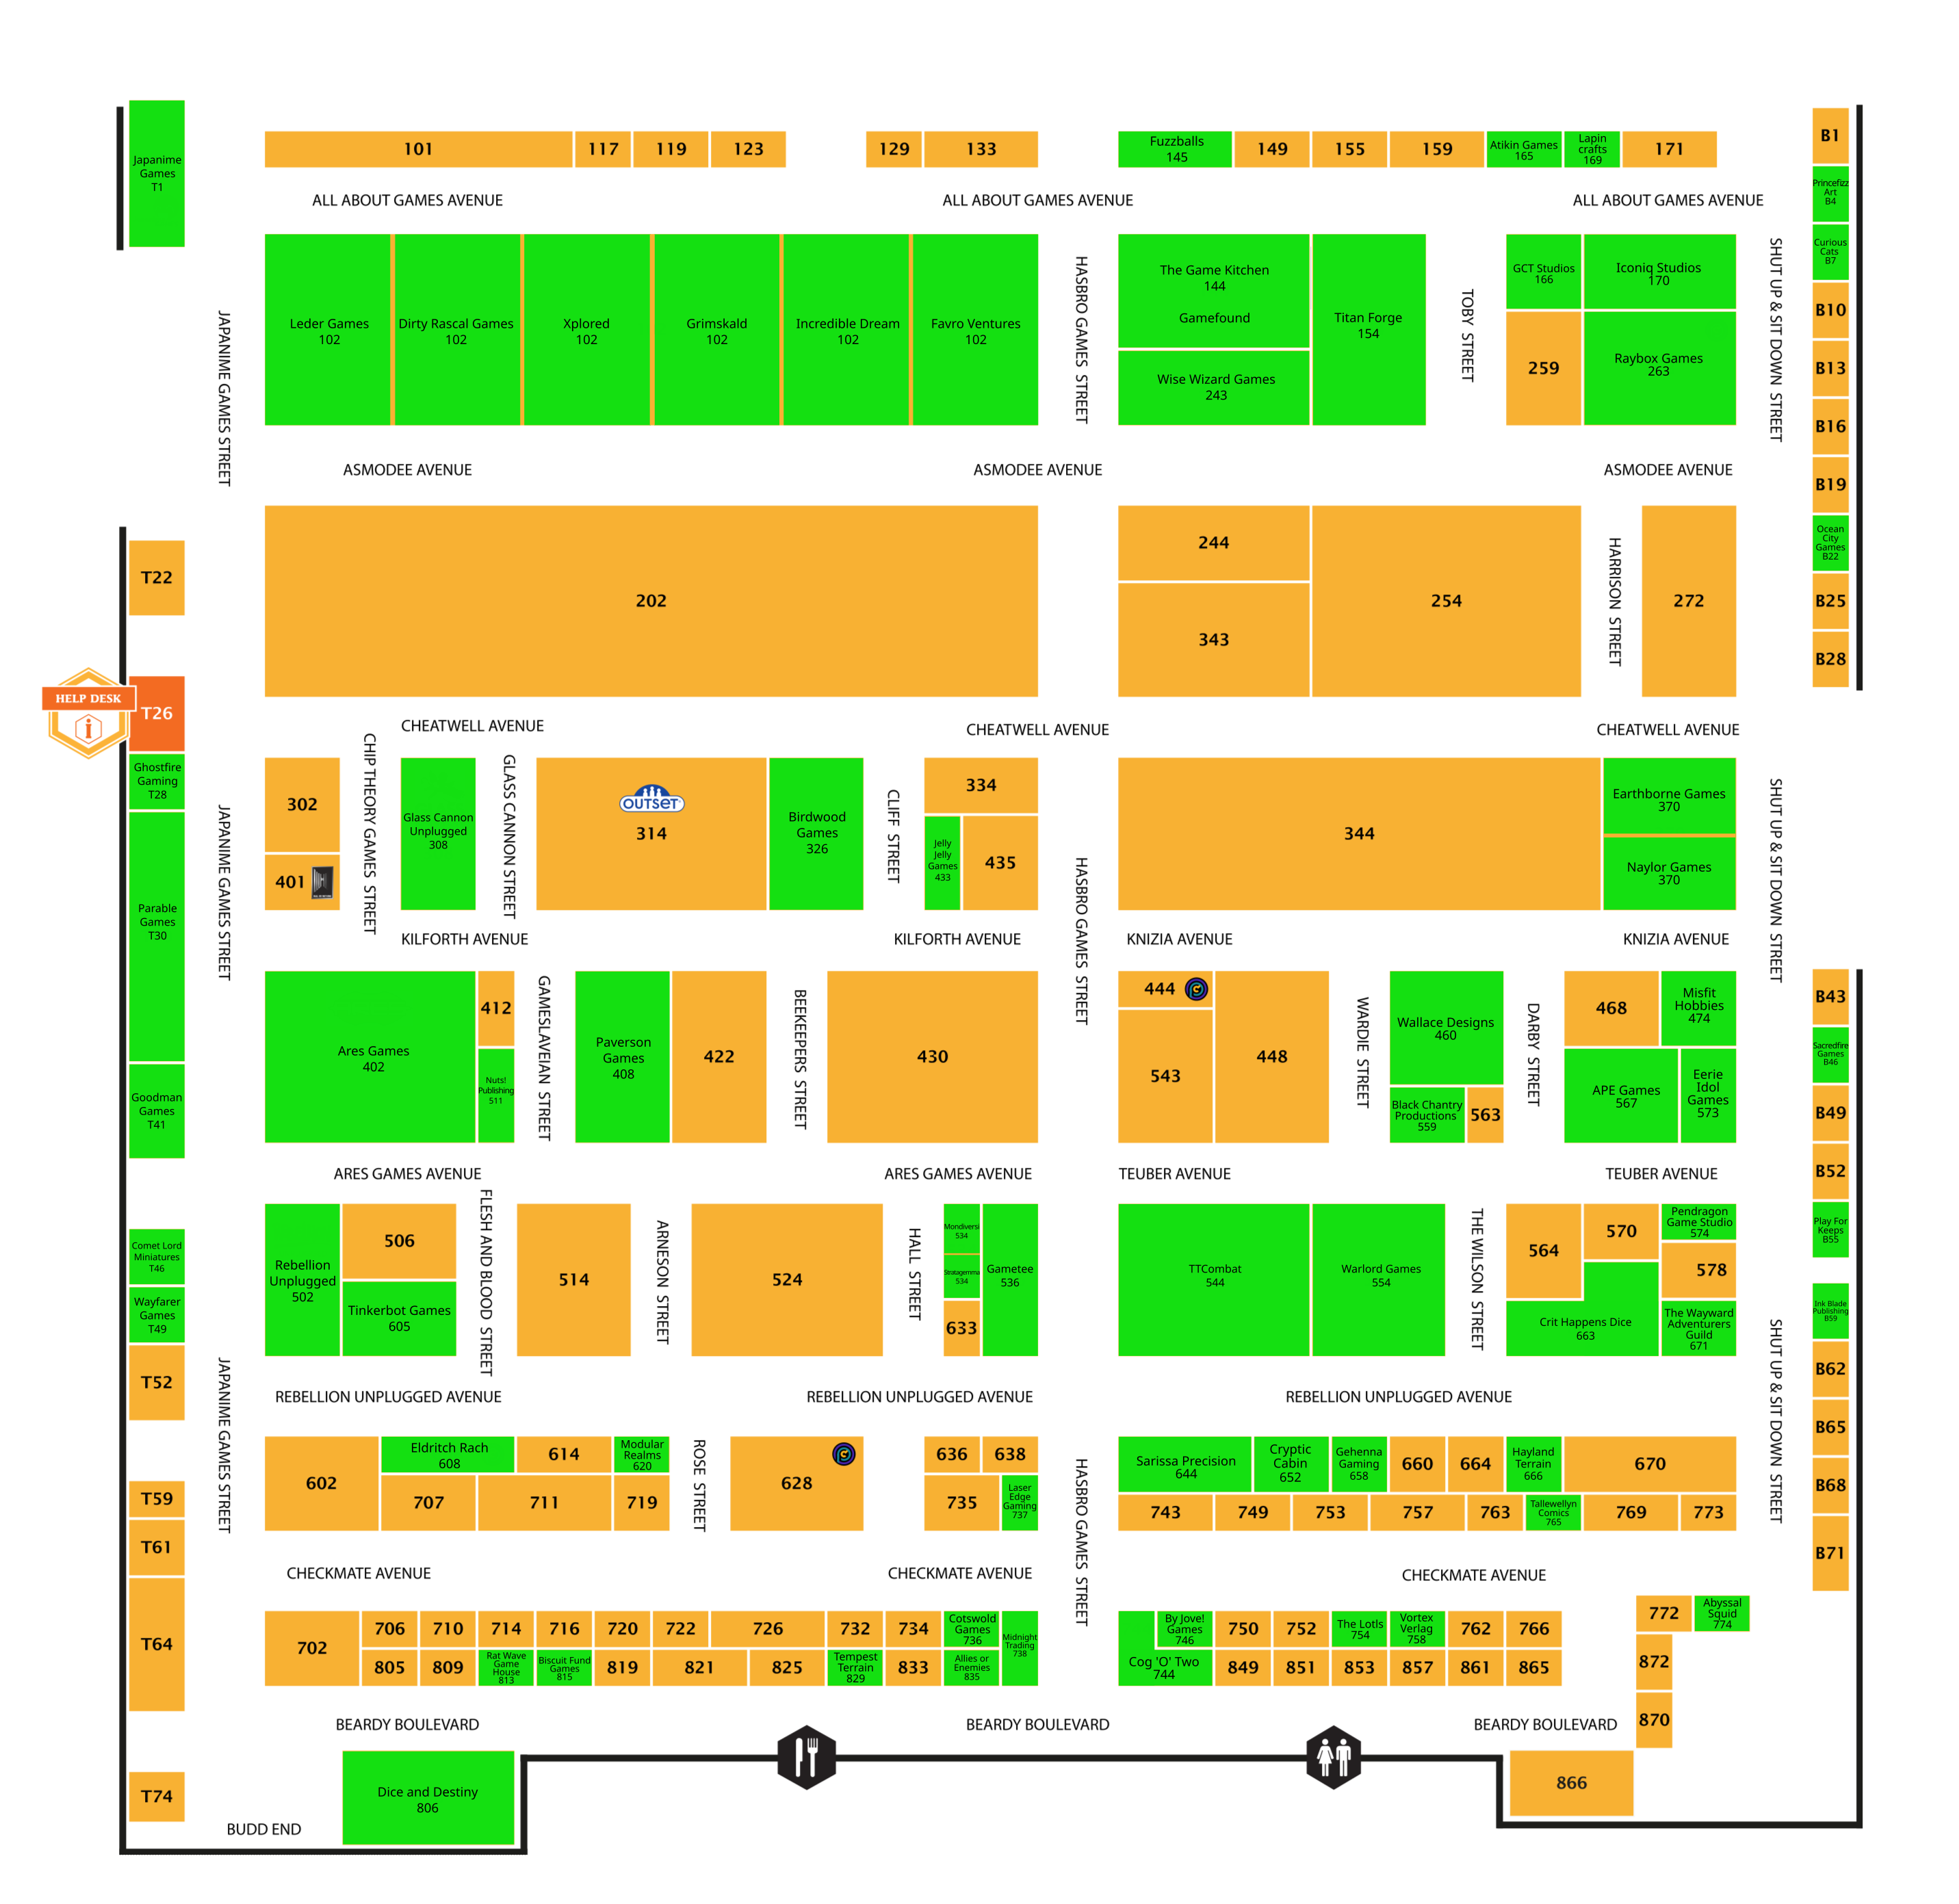 Japanime
Games
T1
101
117
119
123
129
133
Fuzzballs
145
149
155
159
Atikin Games
165
Lapin
crafts
169
171
B1
Princefizz
Art
B4
ALL ABOUT GAMES AVENUE
ALL ABOUT GAMES AVENUE
ALL ABOUT GAMES AVENUE
JAPANIME GAMES STREET
Leder Games
102
Dirty Rascal Games
102
Xplored
102
Grimskald
102
Incredible Dream
102
Favro Ventures
102
HASBRO GAMES STREET
The Game Kitchen
144
Gamefound
Wise Wizard Games
243
Titan Forge
154
TOBY STREET
GCT Studios
166
Iconiq Studios
170
259
Raybox Games
263
SHUT UP & SIT DOWN STREET
Curious
Cats
B7
B10
B13
B16
B19
Ocean
City
Games
B22
B25
B28
ASMODEE AVENUE
ASMODEE AVENUE
ASMODEE AVENUE
T22
202
244
343
254
HARRISON STREET
272
HELP DESK
i
T26
CHEATWELL AVENUE
CHEATWELL AVENUE
CHEATWELL AVENUE
Ghostfire
Gaming
T28
Parable
Games
T30
Goodman
Games
T41
JAPANIME GAMES STREET
302
401
CHIP THEORY GAMES STREET
Glass Cannon
Unplugged
308
GLASS CANNON STREET
OUTSET
314
Birdwood
Games
326
CLIFF STREET
334
Jelly
Jelly
Games
433
435
HASBRO GAMES STREET
344
Earthborne Games
370
Naylor Games
370
SHUT UP & SIT DOWN STREET
KILFORTH AVENUE
KILFORTH AVENUE
KNIZIA AVENUE
KNIZIA AVENUE
Ares Games
402
412
Nuts!
Publishing
511
GAMESLAVEIAN STREET
Paverson
Games
408
422
BEEKEEPERS STREET
430
444
543
448
WARDIE STREET
Wallace Designs
460
Black Chantry
Productions
559
563
DARBY STREET
468
Misfit
Hobbies
474
APE Games
567
Eerie
Idol
Games
573
B43
Sacredfire
Games
B46
B49
B52
Play For
Keeps
B55
ARES GAMES AVENUE
ARES GAMES AVENUE
TEUBER AVENUE
TEUBER AVENUE
Comet Lord
Miniatures
T46
Wayfarer
Games
T49
T52
Rebellion
Unplugged
502
506
Tinkerbot Games
605
FLESH AND BLOOD STREET
514
ARNESON STREET
524
HALL STREET
Mondiversi
534
Stratagemma
534
633
Gametee
536
TTCombat
544
Warlord Games
554
THE WILSON STREET
564
570
Pendragon
Game Studio
574
578
Crit Happens Dice
663
The Wayward
Adventurers
Guild
671
Ink Blade
Publishing
B59
B62
B65
B68
B71
SHUT UP & SIT DOWN STREET
JAPANIME GAMES STREET
REBELLION UNPLUGGED AVENUE
REBELLION UNPLUGGED AVENUE
REBELLION UNPLUGGED AVENUE
T59
T61
T64
602
Eldritch Rach
608
614
Modular
Realms
620
707
711
719
ROSE STREET
628
636
638
735
Laser
Edge
Gaming
737
HASBRO GAMES STREET
Sarissa Precision
644
Cryptic
Cabin
652
Gehenna
Gaming
658
660
664
Hayland
Terrain
666
670
743
749
753
757
763
Tallewellyn
Comics
765
769
773
CHECKMATE AVENUE
CHECKMATE AVENUE
CHECKMATE AVENUE
702
706
710
714
716
720
722
726
732
734
Cotswold
Games
736
Midnight
Trading
738
805
809
Rat Wave
Game
House
813
Biscuit Fund
Games
815
819
821
825
Tempest
Terrain
829
833
Allies or
Enemies
835
By Jove!
Games
746
Cog 'O' Two
744
750
752
The Lotls
754
Vortex
Verlag
758
762
766
849
851
853
857
861
865
772
Abyssal
Squid
774
872
870
BEARDY BOULEVARD
BEARDY BOULEVARD
BEARDY BOULEVARD
T74
Dice and Destiny
806
866
BUDD END